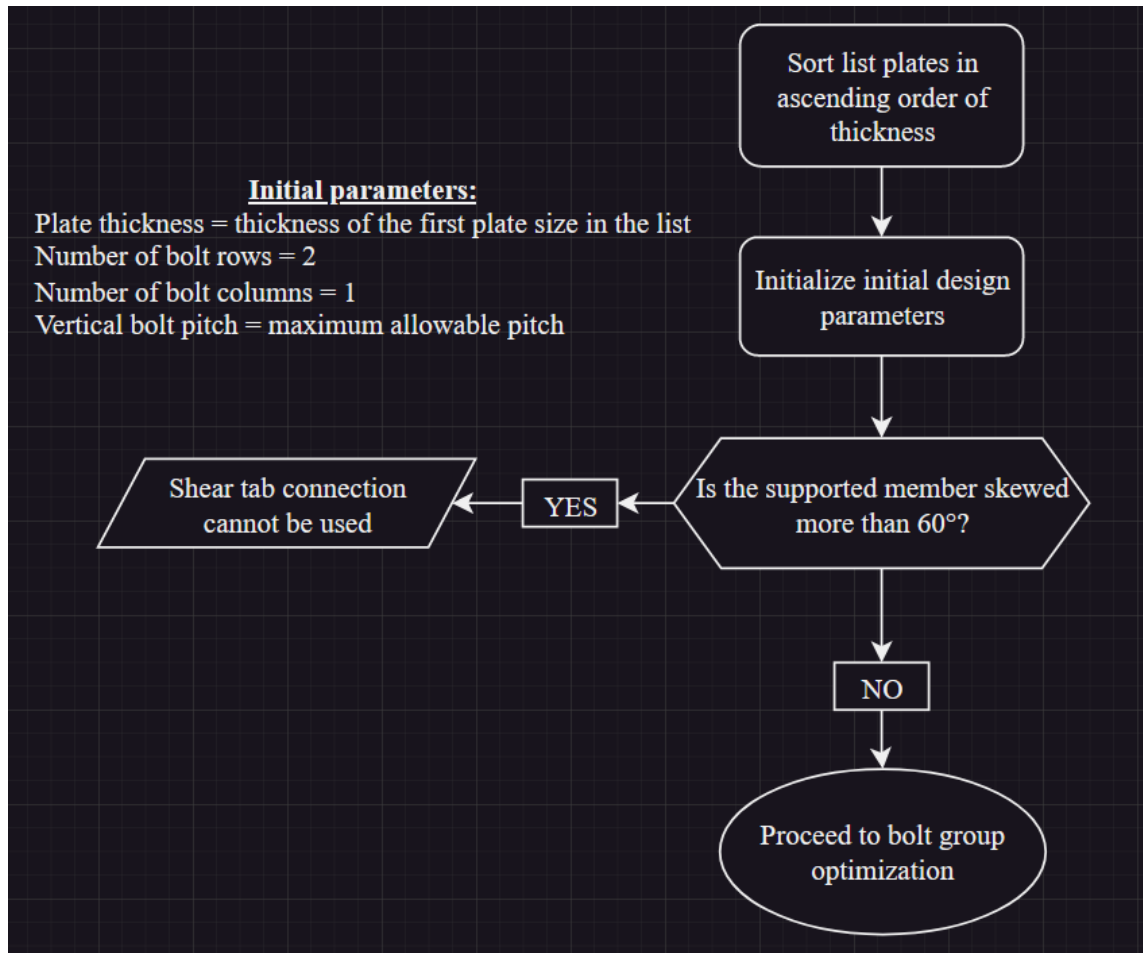 Sort list plates in
ascending order of
thickness
Initial parameters:
Plate thickness = thickness of the first plate size in the list
Number of bolt rows = 2
Number of bolt columns = 1
Vertical bolt pitch = maximum allowable pitch
Initialize initial design
parameters
Is the supported member skewed
more than 60°?
YES
Shear tab connection
cannot be used
NO
Proceed to bolt group
optimization